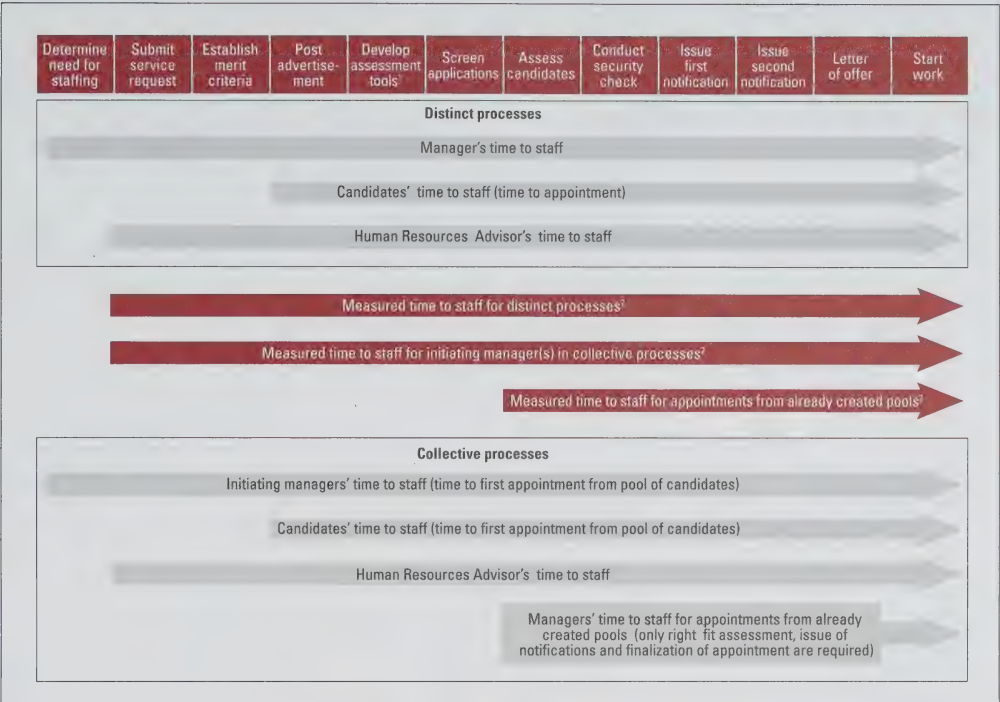 Determine need for staffing
Submit service request
Establish merit criteria
Post advertise-ment
Develop assessment tools¹
Screen applications
Assess candidates
Conduct security check
Issue first notification
Issue second notification
Letter of offer
Start work
Distinct processes
Manager's time to staff
Candidates' time to staff (time to appointment)
Human Resources Advisor's time to staff
Measured time to staff for distinct processes
Measured time to staff for initiating manager(s) in collective processes²
Measured time to staff for appointments from already created pools
Collective processes
Initiating managers' time to staff (time to first appointment from pool of candidates)
Candidates' time to staff (time to first appointment from pool of candidates)
Human Resources Advisor's time to staff
Managers' time to staff for appointments from already
created pools (only right fit assessment, issue of
notifications and finalization of appointment are required)